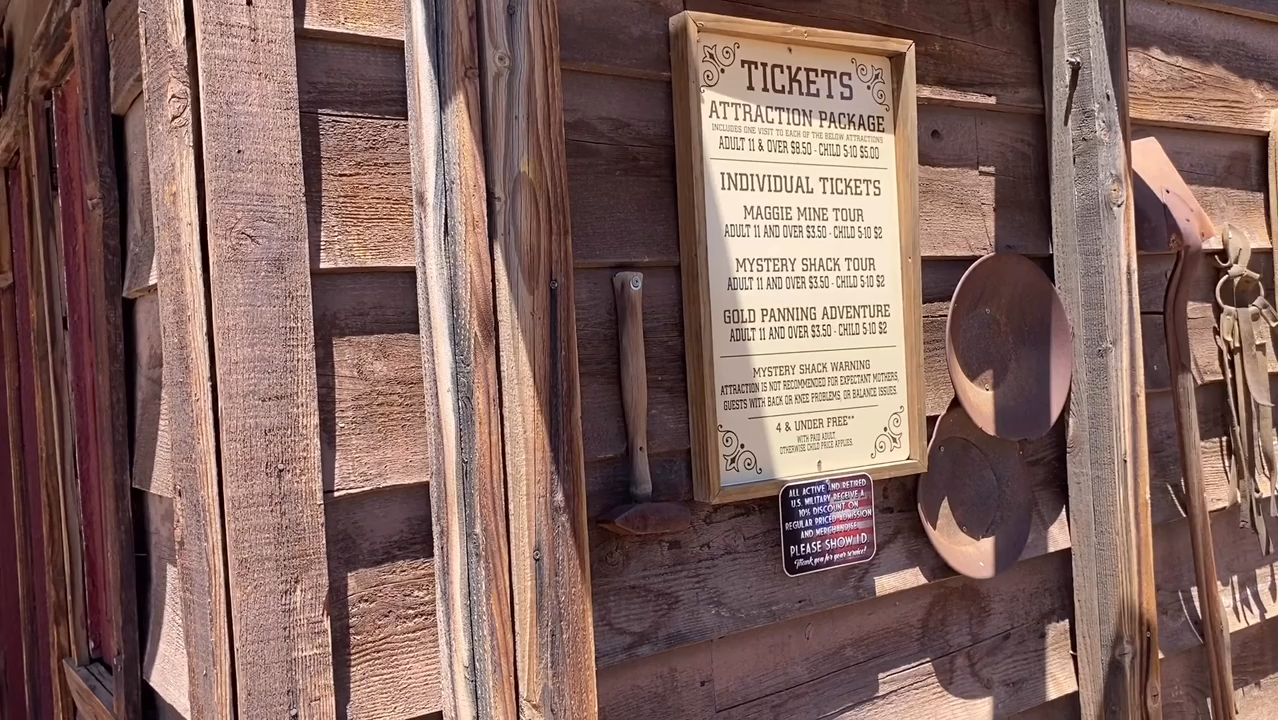 TICKETS
ATTRACTION PACKAGE
INCLUDES ONE VISIT TO EACH OF THE BELOW ATTRACTIONS
ADULT 11 & OVER $8.50 - CHILD 5-10 $5.00
INDIVIDUAL TICKETS
MAGGIE MINE TOUR
ADULT 11 AND OVER $3.50 - CHILD 5-10 $2
MYSTERY SHACK TOUR
ADULT 11 AND OVER $3.50 - CHILD 5-10 $2
GOLD PANNING ADVENTURE
ADULT 11 AND OVER $3.50 - CHILD 5-10 $2
MYSTERY SHACK WARNING
ATTRACTION IS NOT RECOMMENDED FOR EXPECTANT MOTHERS,
GUESTS WITH BACK OR KNEE PROBLEMS, OR BALANCE ISSUES.
4 & UNDER FREE**
WITH PAID ADULT.
OTHERWISE CHILD PRICE APPLIES.
ALL ACTIVE AND RETIRED
U.S. MILITARY RECEIVE A
10% DISCOUNT ON
REGULAR PRICED ADMISSION
AND MERCHANDISE.
PLEASE SHOW I.D.
Thank you for your service!